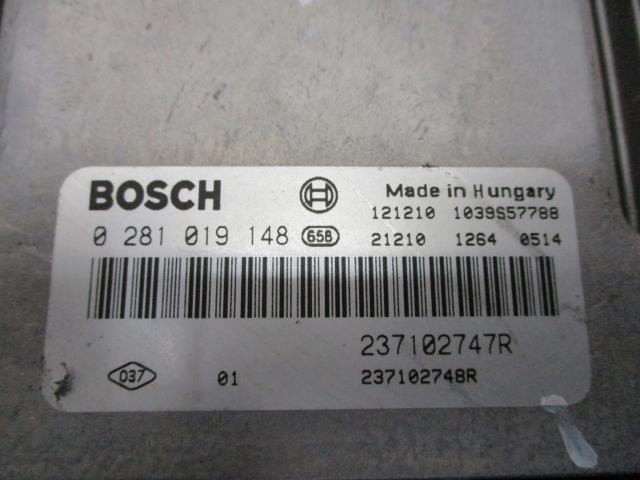 BOSCH Made in Hungary
121210 1039S57788
0 281 019 148 658 21210 1264 0514
237102747R
037 01 237102748R